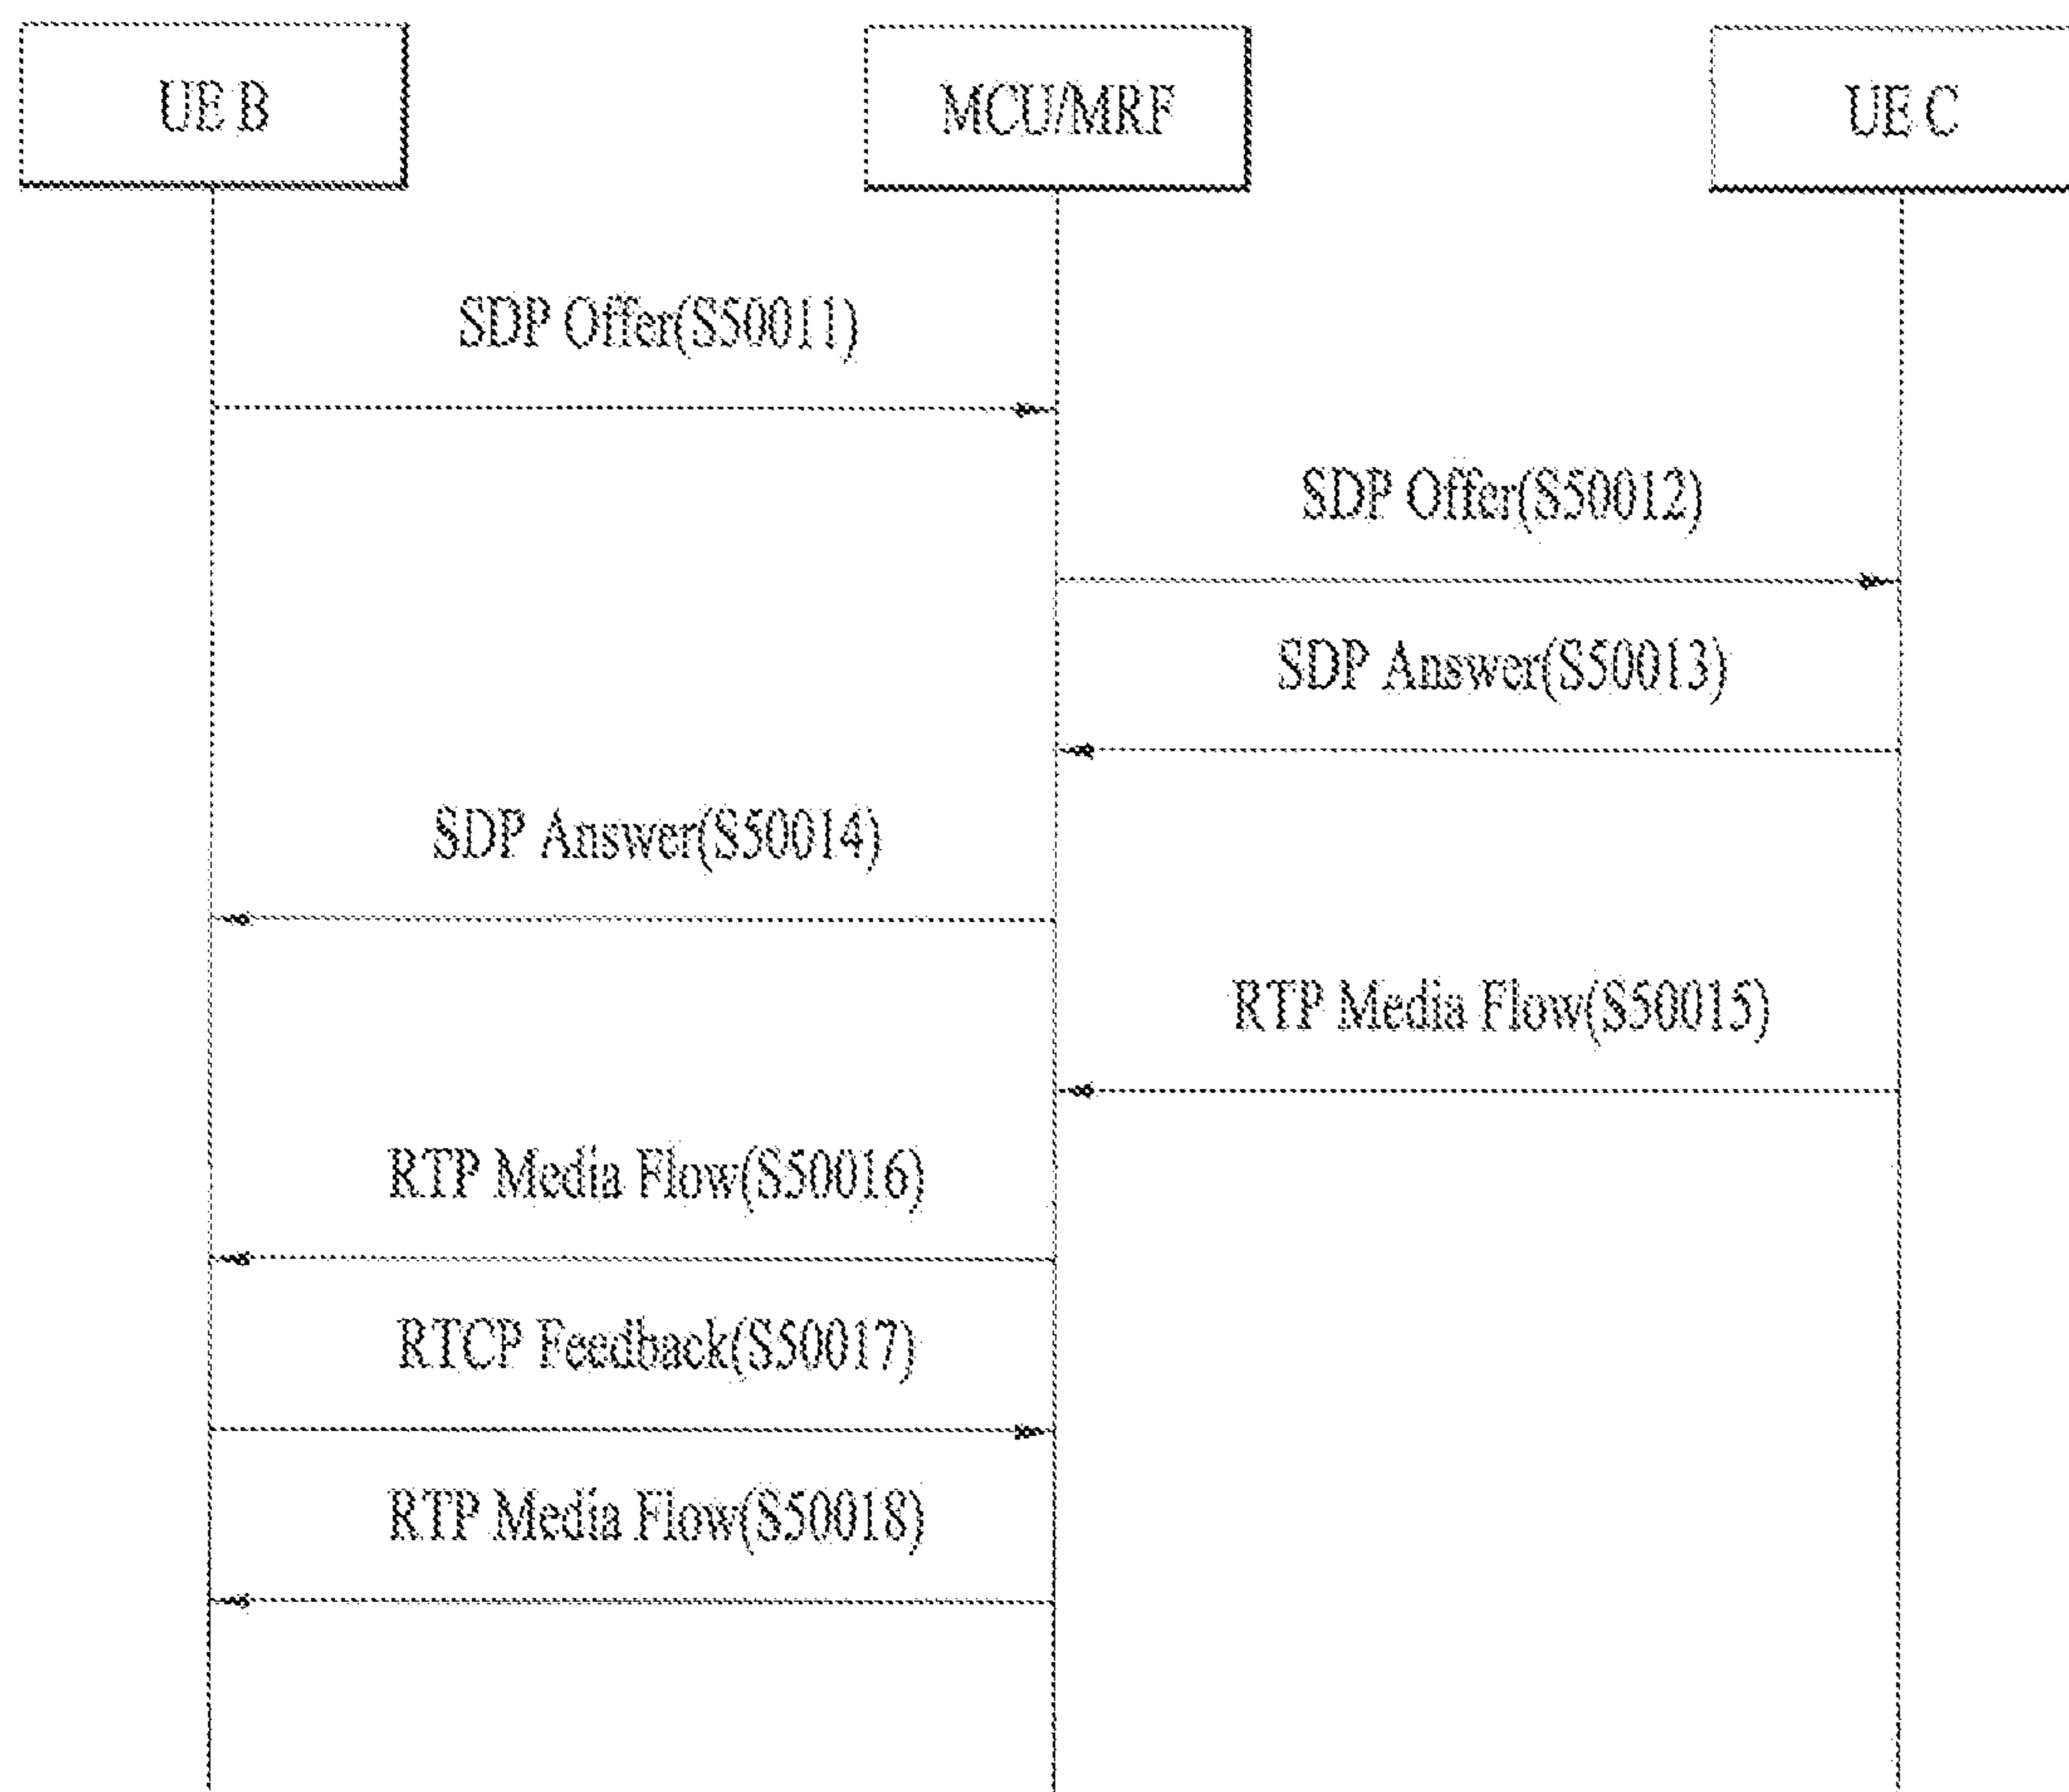 UE B
MCU/MRF
UE C
SDP Offer(S50011)
SDP Offer(S50012)
SDP Answer(S50013)
SDP Answer(S50014)
RTP Media Flow(S50015)
RTP Media Flow(S50016)
RTCP Feedback(S50017)
RTP Media Flow(S50018)